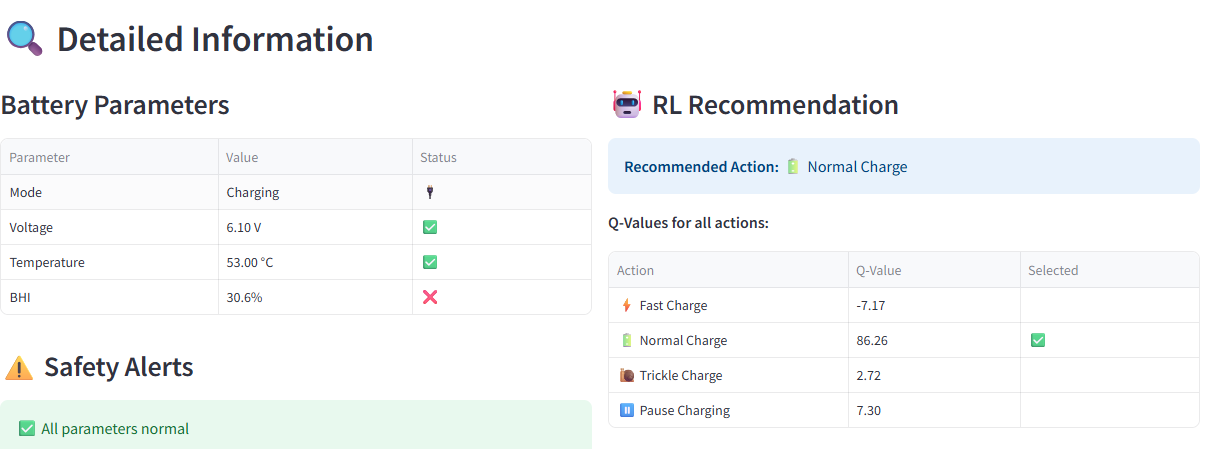 Detailed Information
Battery Parameters
Parameter Value Status
Mode Charging
Voltage 6.10 V
Temperature 53.00 °C
BHI 30.6%
Safety Alerts
All parameters normal
RL Recommendation
Recommended Action: Normal Charge
Q-Values for all actions:
Action Q-Value Selected
Fast Charge -7.17
Normal Charge 86.26
Trickle Charge 2.72
Pause Charging 7.30